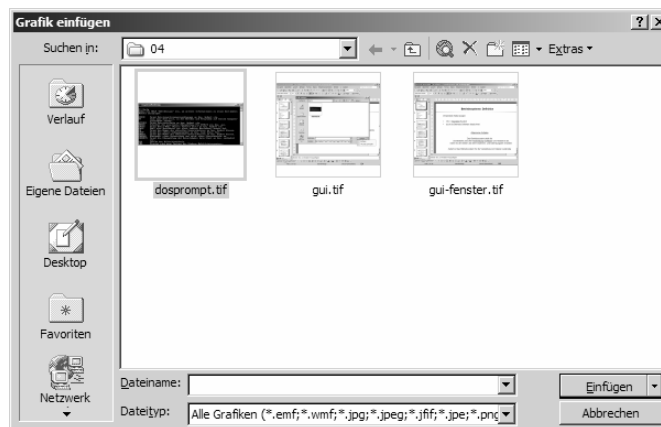 Grafik einfügen
Suchen in: 04 Extras
Verlauf
Eigene Dateien
Desktop
Favoriten
Netzwerk
dosprompt.tif gui.tif gui-fenster.tif
Dateiname: Einfügen
Dateityp: Alle Grafiken (*.emf;*.wmf;*.jpg;*.jpeg;*.jfif;*.jpe;*.png Abbrechen